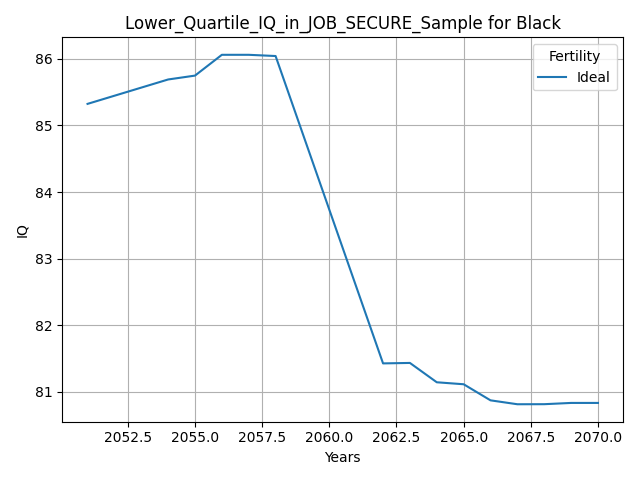 Lower_Quartile_IQ_in_JOB_SECURE_Sample for Black
Fertility
Ideal
86
85
84
83
82
81
IQ
2052.5 2055.0 2057.5 2060.0 2062.5 2065.0 2067.5 2070.0
Years